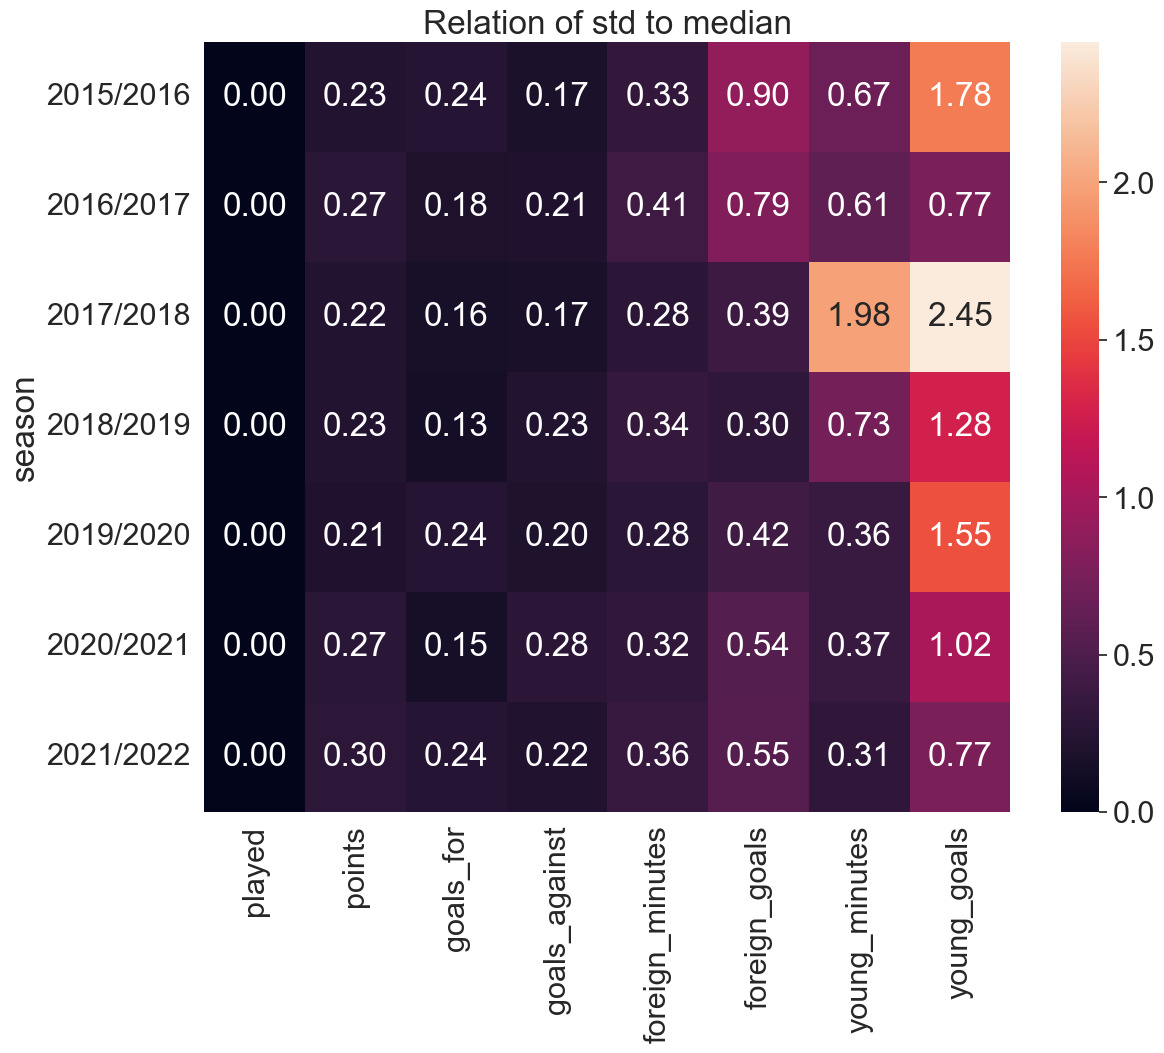 Relation of std to median
season
2015/2016 0.00 0.23 0.24 0.17 0.33 0.90 0.67 1.78
2016/2017 0.00 0.27 0.18 0.21 0.41 0.79 0.61 0.77
2017/2018 0.00 0.22 0.16 0.17 0.28 0.39 1.98 2.45
2018/2019 0.00 0.23 0.13 0.23 0.34 0.30 0.73 1.28
2019/2020 0.00 0.21 0.24 0.20 0.28 0.42 0.36 1.55
2020/2021 0.00 0.27 0.15 0.28 0.32 0.54 0.37 1.02
2021/2022 0.00 0.30 0.24 0.22 0.36 0.55 0.31 0.77
played
points
goals_for
goals_against
foreign_minutes
foreign_goals
young_minutes
young_goals
2.0
1.5
1.0
0.5
0.0